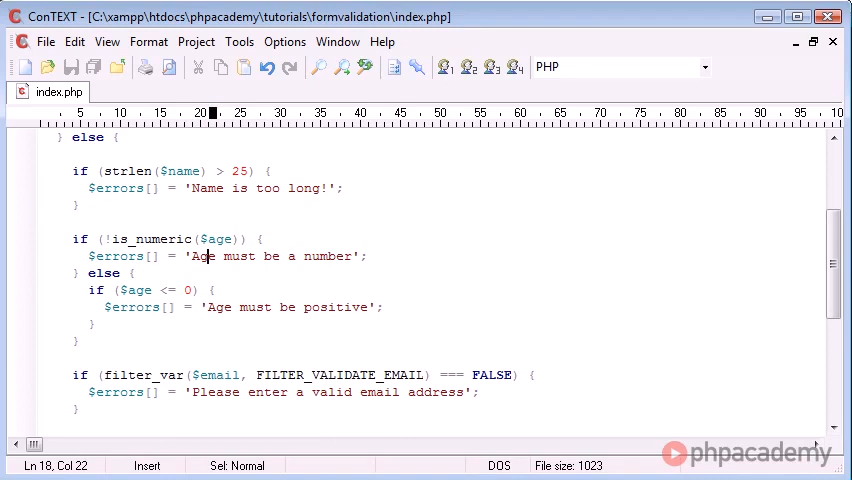 ConTEXT - [C:\xampp\htdocs\phpacademy\tutorials\formvalidation\index.php]
File Edit View Format Project Tools Options Window Help
1 2 3 4 PHP
index.php
5 10 15 20 25 30 35 40 45 50 55 60 65 70 75 80 85 90 95 10
} else {
if (strlen($name) > 25) {
$errors[] = 'Name is too long!';
}
if (!is_numeric($age)) {
$errors[] = 'Age must be a number';
} else {
if ($age <= 0) {
$errors[] = 'Age must be positive';
}
}
if (filter_var($email, FILTER_VALIDATE_EMAIL) === FALSE) {
$errors[] = 'Please enter a valid email address';
}
phpacademy
Ln 18, Col 22 Insert Sel: Normal DOS File size: 1023